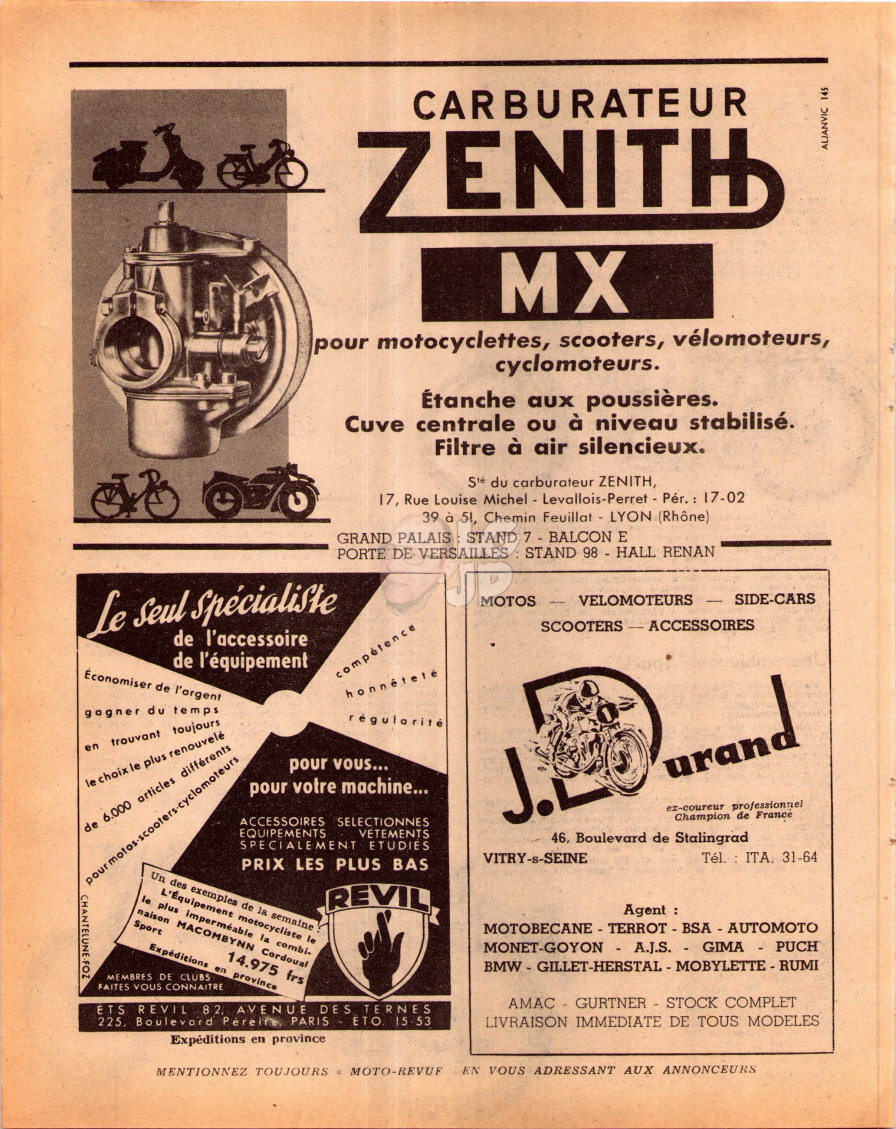 CARBURATEUR
ZENITH
MX
ALJANVIC 145
pour motocyclettes, scooters, vélomoteurs,
cyclomoteurs.
Étanche aux poussières.
Cuve centrale ou à niveau stabilisé.
Filtre à air silencieux.
Sté du carburateur ZENITH,
17, Rue Louise Michel - Levallois-Perret - Pér. : 17-02
39 à 51, Chemin Feuillat - LYON (Rhône)
GRAND PALAIS : STAND 7 - BALCON E
PORTE DE VERSAILLES : STAND 98 - HALL RENAN
Le Seul Spécialiste
de l'accessoire
de l'équipement
compétence
honnêteté
régularité
Économiser de l'argent
gagner du temps
en trouvant toujours
le choix le plus renouvelé
de 6.000 articles différents
pour motos-scooters-cyclomoteurs
pour vous...
pour votre machine...
ACCESSOIRES SELECTIONNES
EQUIPEMENTS - VETEMENTS
SPECIALEMENT ETUDIÉS
PRIX LES PLUS BAS
Un des exemples de la semaine :
L'Équipement motocycliste le
le plus imperméable la combi-
naison MACOMBYNN Cordoual
Sport
14.975 frs
Expéditions en province
REVIL
CHANTELUNE-FOZ
MEMBRES DE CLUBS
FAITES VOUS CONNAITRE
ETS REVIL 82, AVENUE DES TERNES
225, Boulevard Péreire, PARIS - ETO. 15-53
Expéditions en province
MOTOS — VELOMOTEURS — SIDE-CARS
SCOOTERS — ACCESSOIRES
J. Durand
1
ex-coureur professionnel
Champion de France
46, Boulevard de Stalingrad
VITRY-s-SEINE Tél. : ITA. 31-64
Agent :
MOTOBECANE - TERROT - BSA - AUTOMOTO
MONET-GOYON - A.J.S. - GIMA - PUCH
BMW - GILLET-HERSTAL - MOBYLETTE - RUMI
AMAC - GURTNER - STOCK COMPLET
LIVRAISON IMMEDIATE DE TOUS MODELES
MENTIONNEZ TOUJOURS « MOTO-REVUE EN VOUS ADRESSANT AUX ANNONCEURS